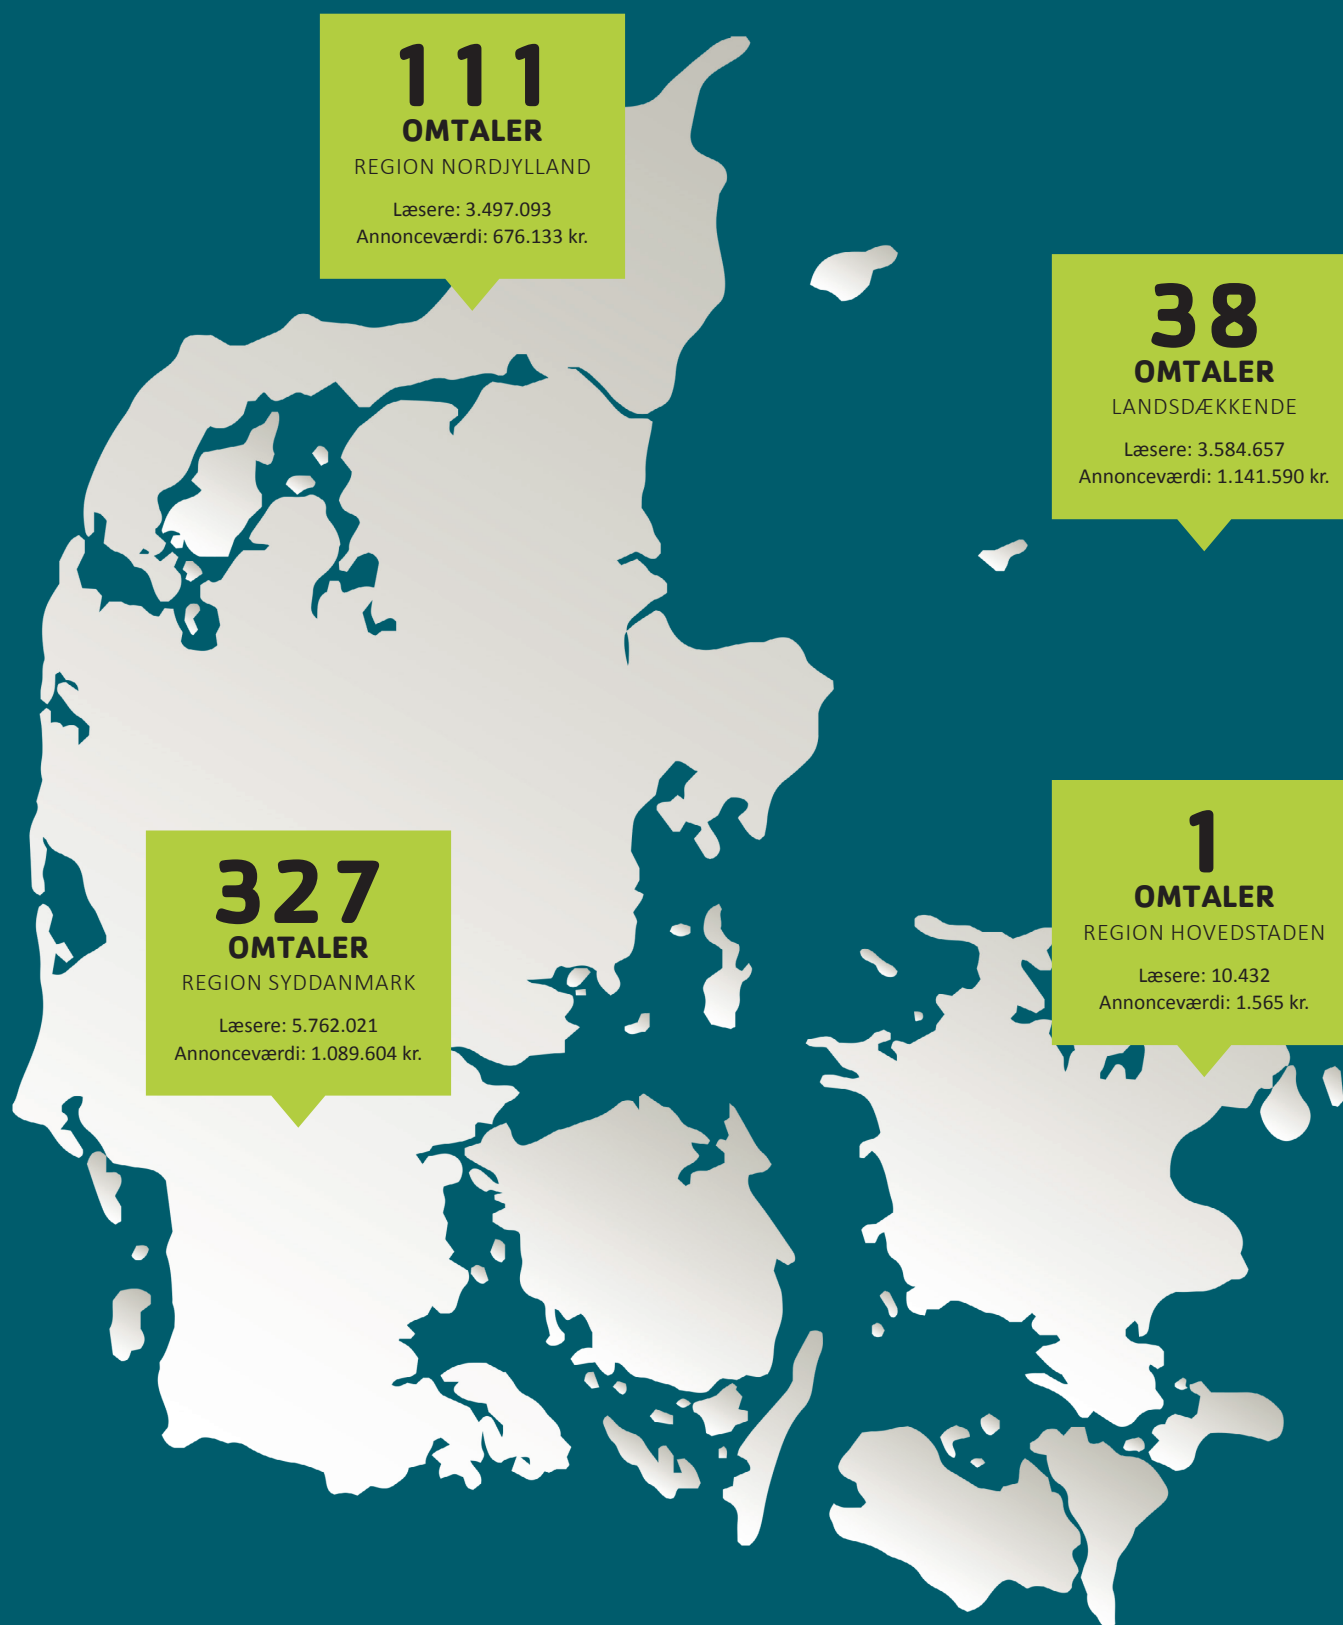 111
OMTALER
REGION NORDJYLLAND
Læsere: 3.497.093
Annonceværdi: 676.133 kr.
38
OMTALER
LANDSDÆKKENDE
Læsere: 3.584.657
Annonceværdi: 1.141.590 kr.
327
OMTALER
REGION SYDDANMARK
Læsere: 5.762.021
Annonceværdi: 1.089.604 kr.
1
OMTALER
REGION HOVEDSTADEN
Læsere: 10.432
Annonceværdi: 1.565 kr.